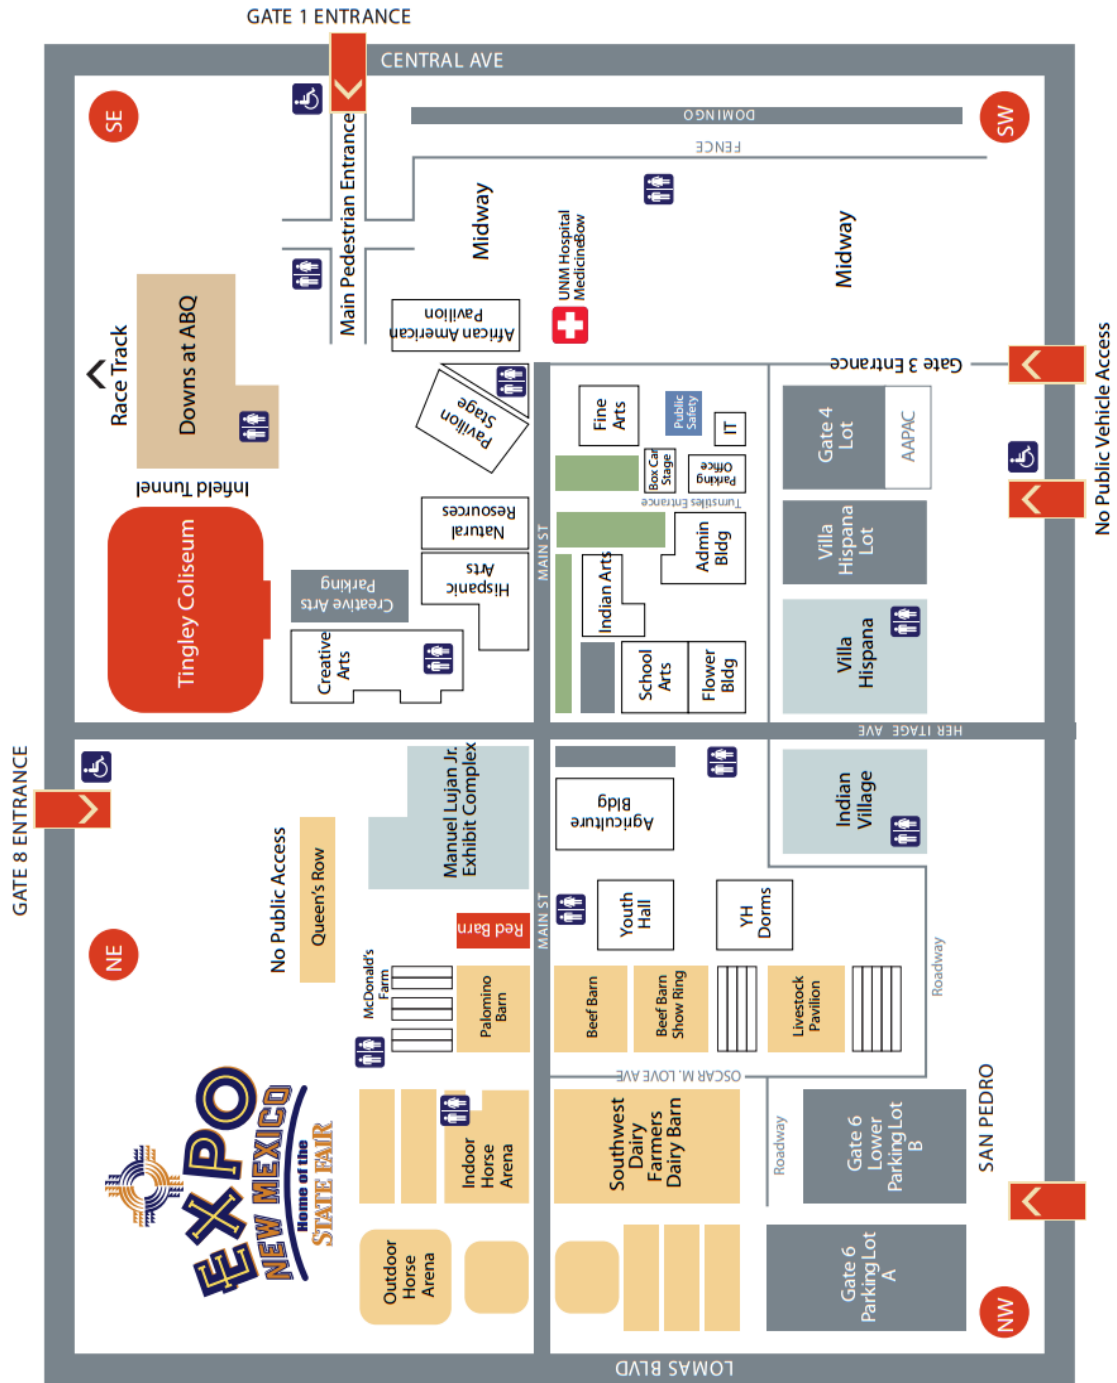 GATE 1 ENTRANCE
CENTRAL AVE
SE
SW
DOMINGO
FENCE
Main Pedestrian Entrance
Midway
UNM Hospital
MedicineBow
Midway
Race Track
Downs at ABQ
African American
Pavilion
Gate 3 Entrance
No Public Vehicle Access
Pavilion
Stage
Fine
Arts
Public
Safety
IT
Gate 4
Lot
AAPAC
Box Car
Stage
Parking
Office
Turnstiles Entrance
Infield Tunnel
Tingley Coliseum
Natural
Resources
Hispanic
Arts
Creative Arts
Parking
Creative
Arts
MAIN ST
Indian Arts
Admin
Bldg
Villa
Hispana
Lot
School
Arts
Flower
Bldg
Villa
Hispana
HERITAGE AVE
GATE 8 ENTRANCE
Manuel Lujan Jr.
Exhibit Complex
Agriculture
Bldg
Indian
Village
No Public Access
Queen's Row
NE
Red Barn
MAIN ST
Youth
Hall
YH
Dorms
Roadway
McDonald's
Farm
Palomino
Barn
Beef Barn
Beef Barn
Show Ring
Livestock
Pavilion
OSCAR M. LOVE AVE
EXPO
NEW MEXICO
Home of the
STATE FAIR
Indoor
Horse
Arena
Southwest
Dairy
Farmers
Dairy Barn
Roadway
Gate 6
Lower
Parking Lot
B
SAN PEDRO
Outdoor
Horse
Arena
Gate 6
Parking Lot
A
NW
LOMAS BLVD